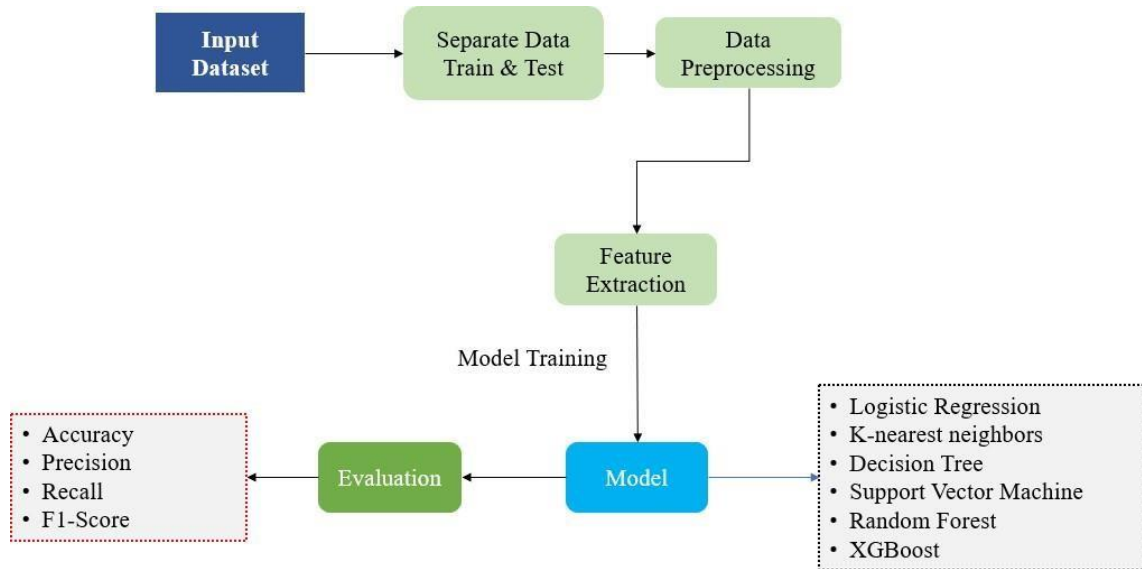 Input
Dataset
Separate Data
Train & Test
Data
Preprocessing
Feature
Extraction
Model Training
• Accuracy
• Precision
• Recall
• F1-Score
Evaluation
Model
• Logistic Regression
• K-nearest neighbors
• Decision Tree
• Support Vector Machine
• Random Forest
• XGBoost